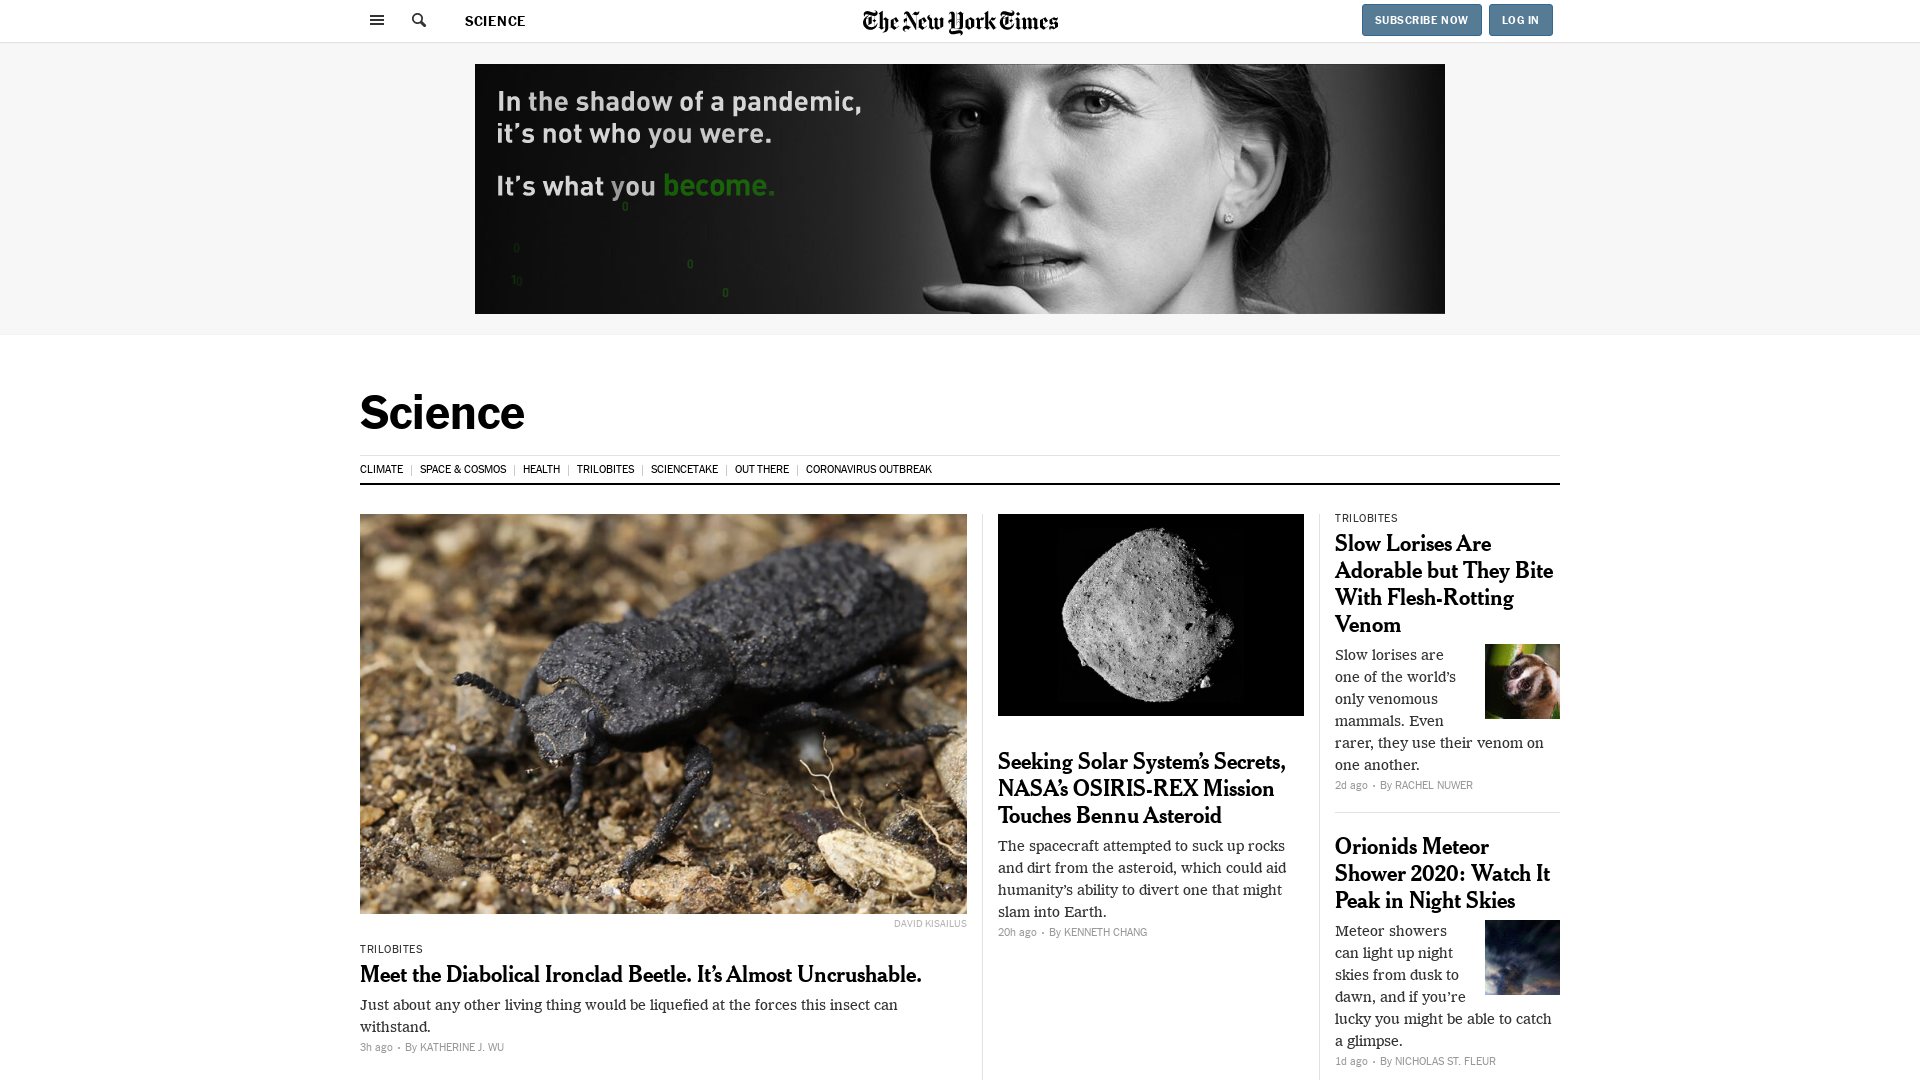 SCIENCE
The New York Times
SUBSCRIBE NOW
LOG IN
In the shadow of a pandemic,
it's not who you were.
It's what you become.
0
0
0
10
0
Science
CLIMATE
SPACE & COSMOS
HEALTH
TRILOBITES
SCIENCETAKE
OUT THERE
CORONAVIRUS OUTBREAK
DAVID KISAILUS
TRILOBITES
Meet the Diabolical Ironclad Beetle. It's Almost Uncrushable.
Just about any other living thing would be liquefied at the forces this insect can
withstand.
3h ago • By KATHERINE J. WU
Seeking Solar System's Secrets,
NASA's OSIRIS-REX Mission
Touches Bennu Asteroid
The spacecraft attempted to suck up rocks
and dirt from the asteroid, which could aid
humanity's ability to divert one that might
slam into Earth.
20h ago • By KENNETH CHANG
TRILOBITES
Slow Lorises Are
Adorable but They Bite
With Flesh-Rotting
Venom
Slow lorises are
one of the world's
only venomous
mammals. Even
rarer, they use their venom on
one another.
2d ago • By RACHEL NUWER
Orionids Meteor
Shower 2020: Watch It
Peak in Night Skies
Meteor showers
can light up night
skies from dusk to
dawn, and if you're
lucky you might be able to catch
a glimpse.
1d ago • By NICHOLAS ST. FLEUR